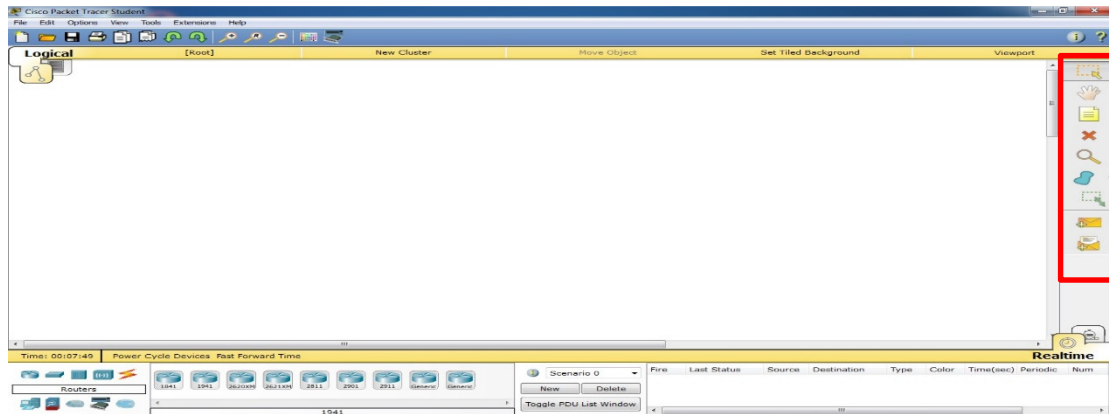 Cisco Packet Tracer Student
File Edit Options View Tools Extensions Help
Logical [Root] New Cluster Move Object Set Tiled Background Viewport
Time: 00:07:49 Power Cycle Devices Fast Forward Time Realtime
Scenario 0 Fire Last Status Source Destination Type Color Time(sec) Periodic Num
1841 1941 2620XM 2621XM 2811 2901 2911 Generic Generic
Routers New Delete
Toggle PDU List Window
1941